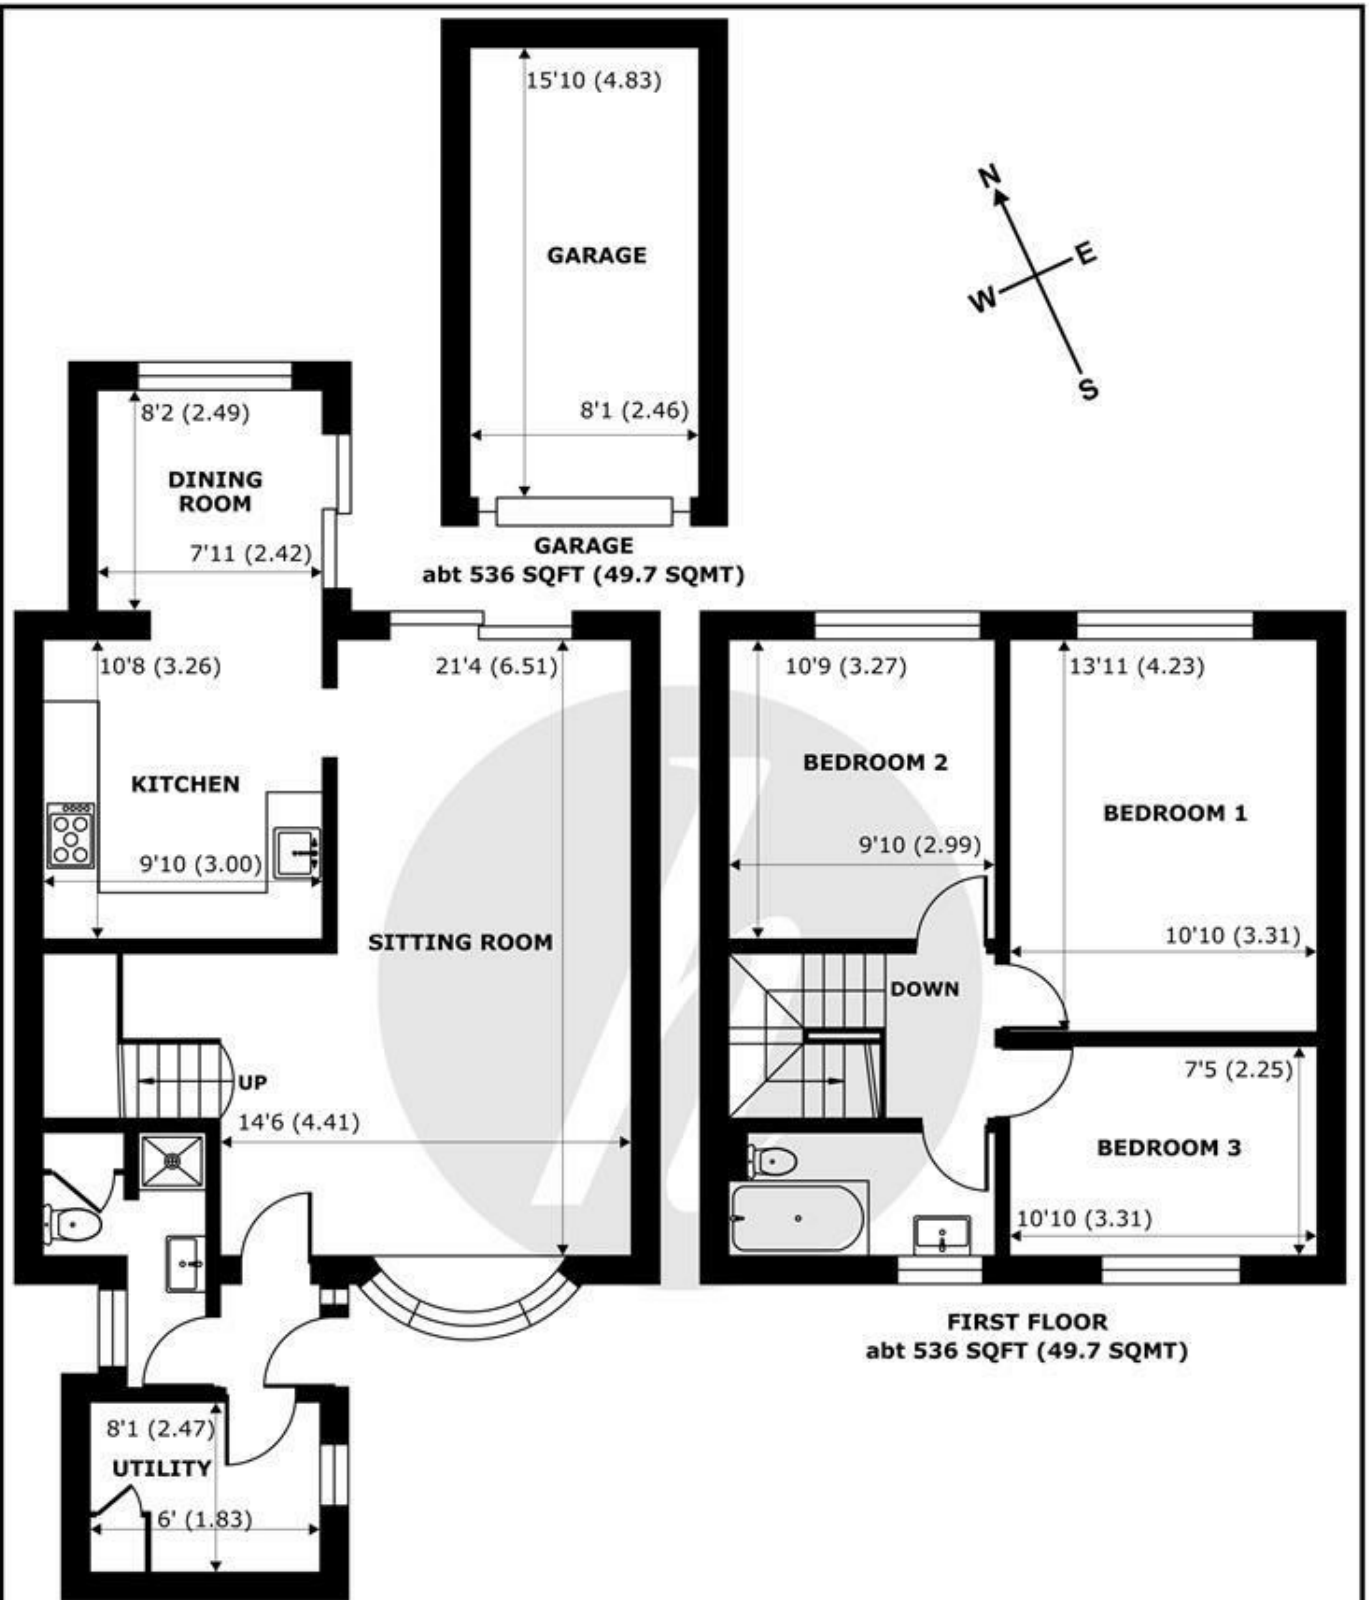 15'10 (4.83)
GARAGE
8'1 (2.46)
GARAGE
abt 536 SQFT (49.7 SQMT)
N
E
W
S
8'2 (2.49)
DINING
ROOM
7'11 (2.42)
10'8 (3.26)
KITCHEN
9'10 (3.00)
21'4 (6.51)
SITTING ROOM
UP
14'6 (4.41)
8'1 (2.47)
UTILITY
6' (1.83)
10'9 (3.27)
BEDROOM 2
9'10 (2.99)
13'11 (4.23)
BEDROOM 1
10'10 (3.31)
DOWN
7'5 (2.25)
BEDROOM 3
10'10 (3.31)
FIRST FLOOR
abt 536 SQFT (49.7 SQMT)
h